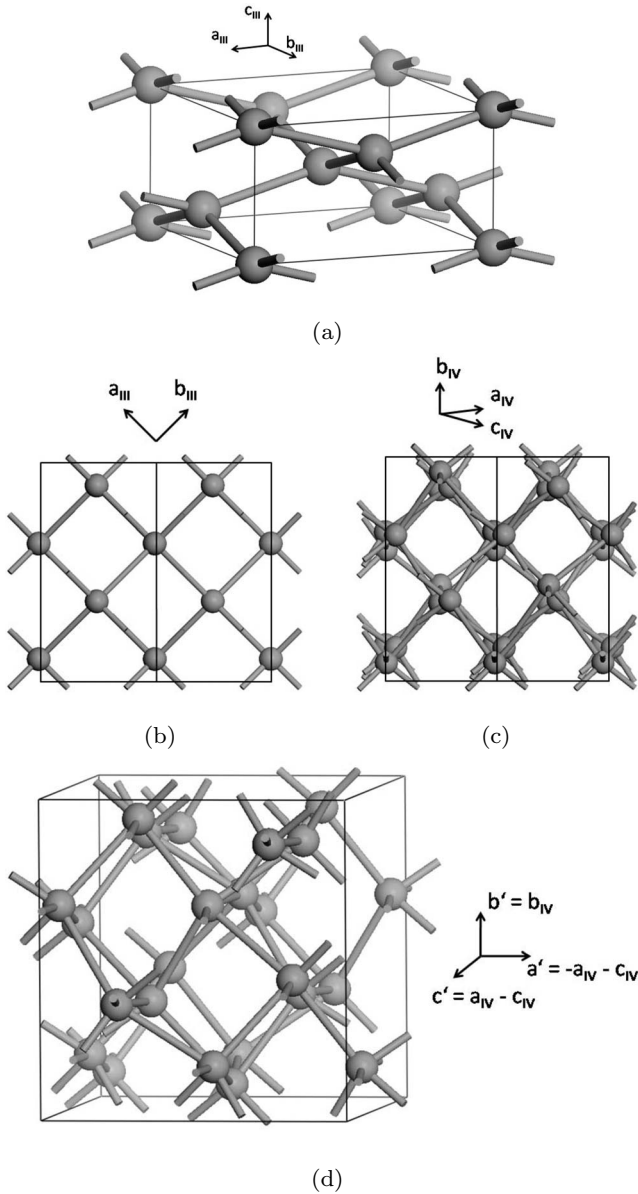 c_III
a_III
b_III
(a)
a_III b_III
b_IV
a_IV
c_IV
(b) (c)
b‘ = b_IV
a‘ = -a_IV - c_IV
c‘ = a_IV - c_IV
(d)